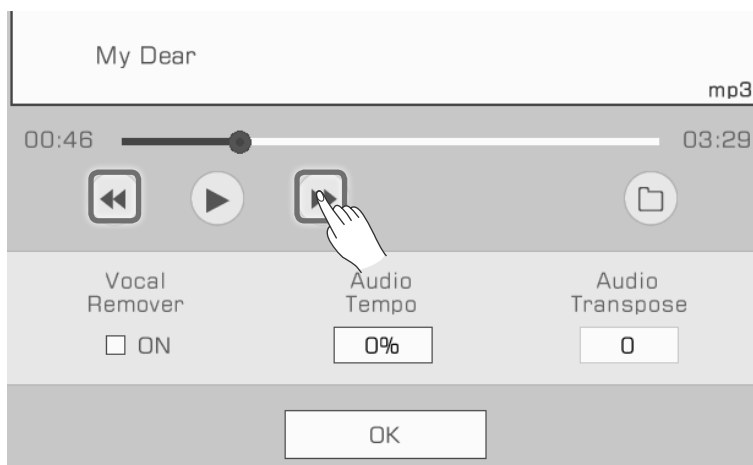 My Dear
mp3
00:46 03:29
Vocal
Remover
ON
Audio
Tempo
0%
Audio
Transpose
0
OK